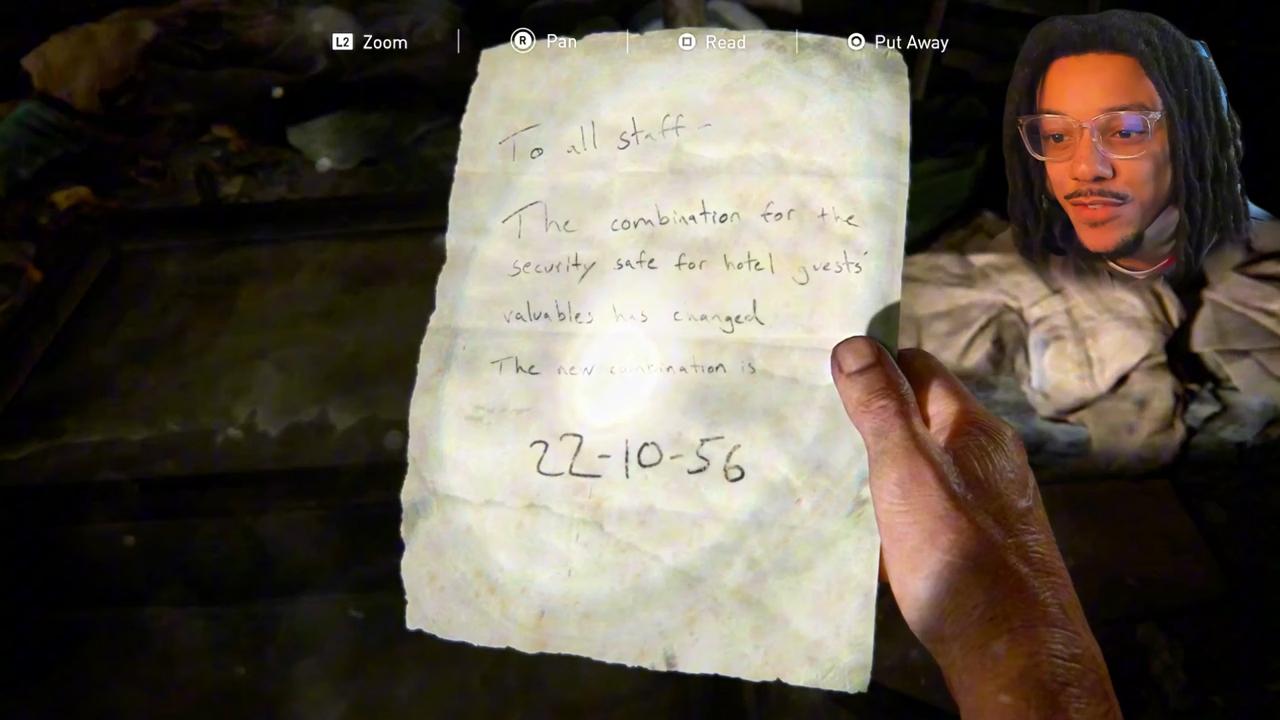 L2 Zoom | R Pan | Read | Put Away
To all staff -
The combination for the
security safe for hotel guests'
valuables has changed
The new combination is
22-10-56